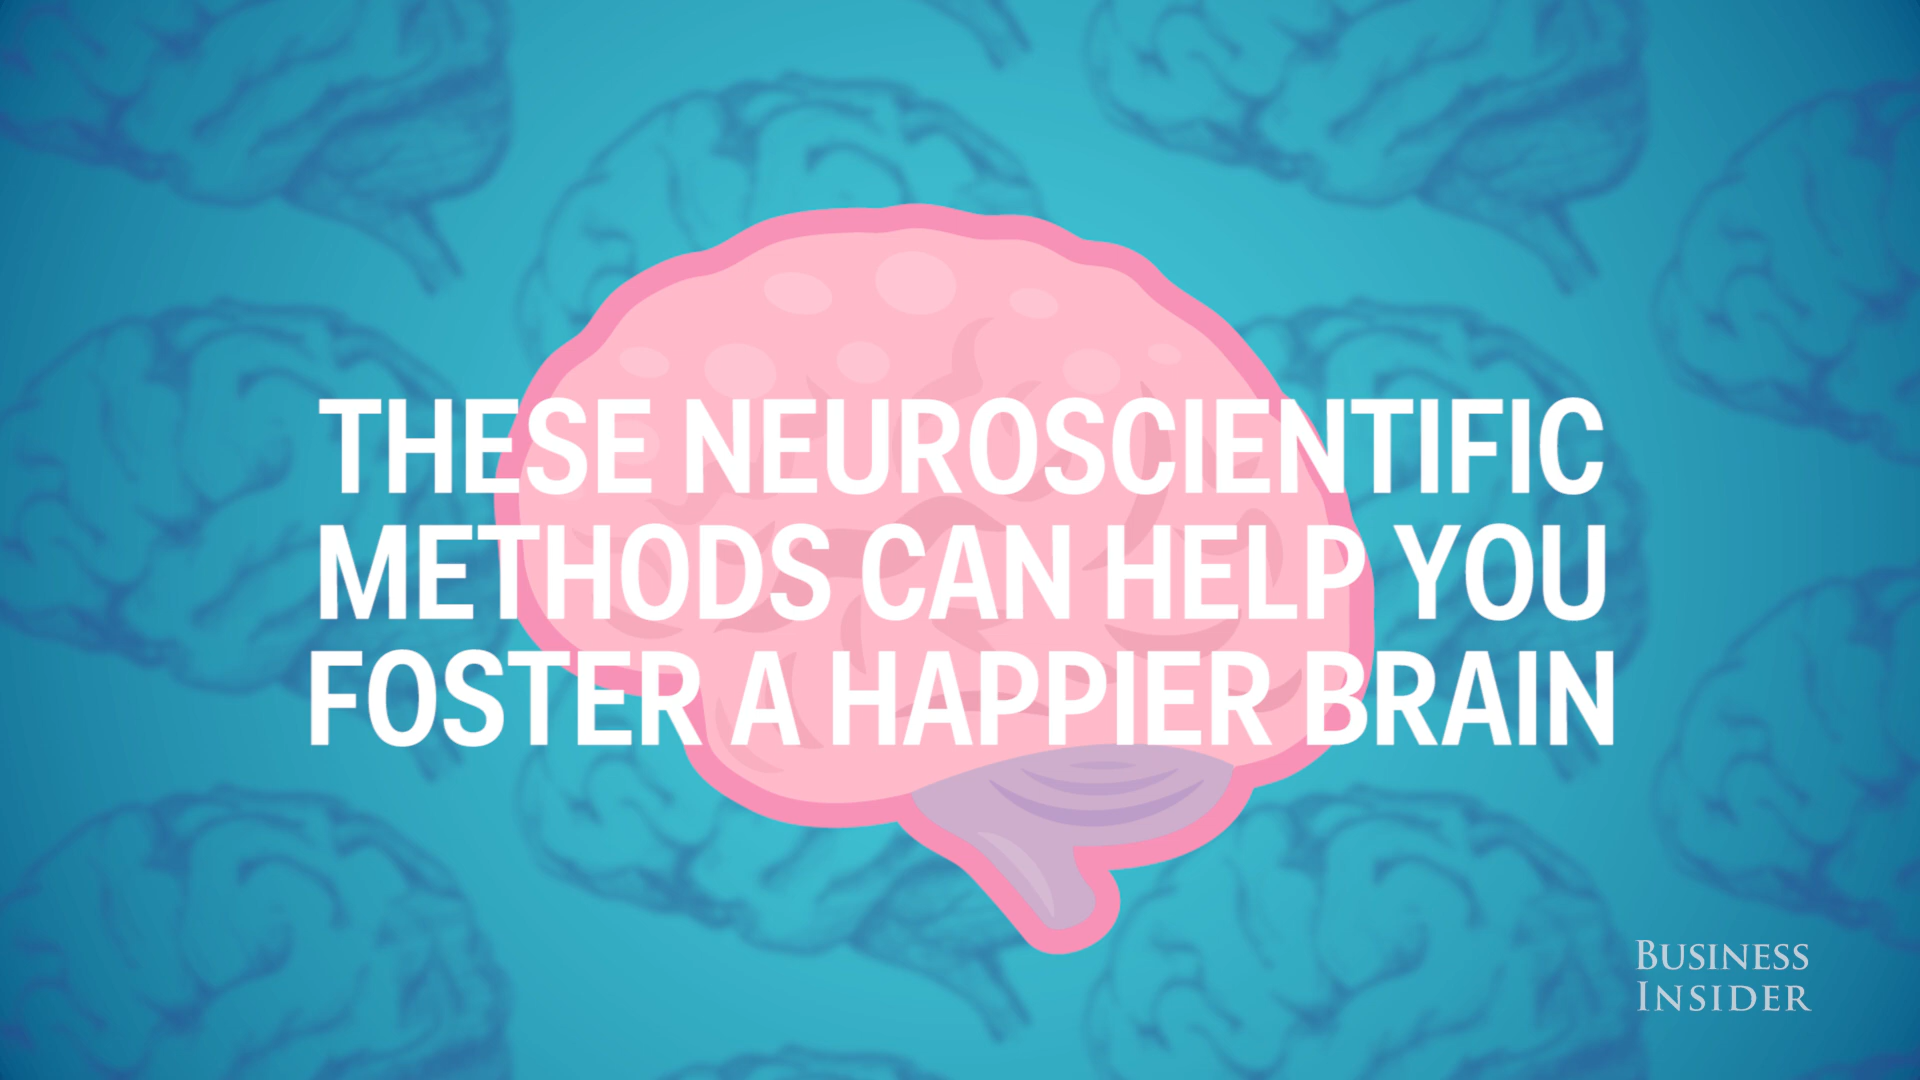 THESE NEUROSCIENTIFIC
METHODS CAN HELP YOU
FOSTER A HAPPIER BRAIN
BUSINESS
INSIDER